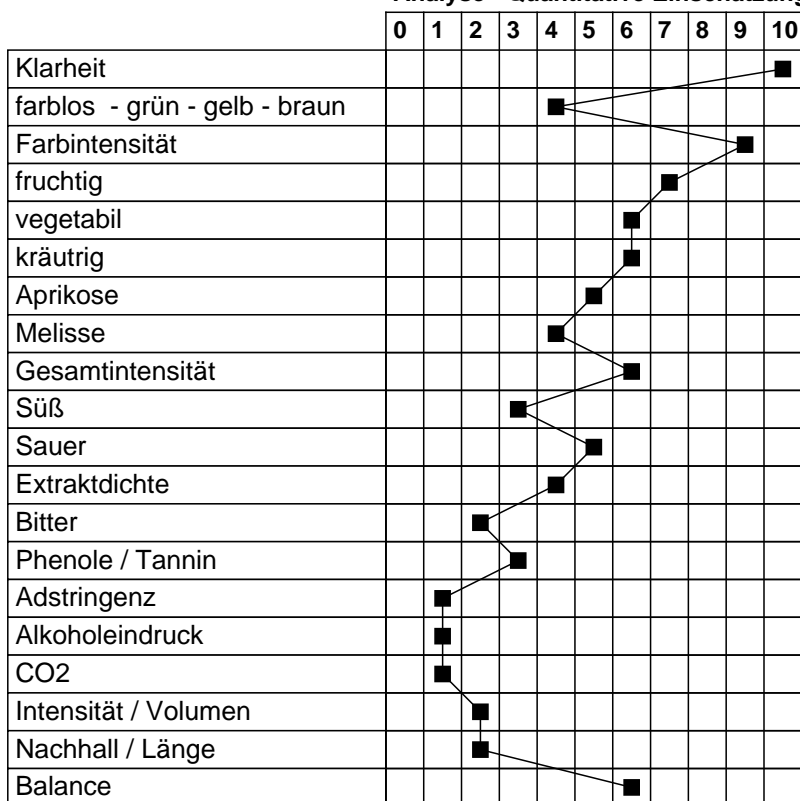 0 1 2 3 4 5 6 7 8 9 10
Klarheit
farblos - grün - gelb - braun
Farbintensität
fruchtig
vegetabil
kräutrig
Aprikose
Melisse
Gesamtintensität
Süß
Sauer
Extraktdichte
Bitter
Phenole / Tannin
Adstringenz
Alkoholeindruck
CO2
Intensität / Volumen
Nachhall / Länge
Balance